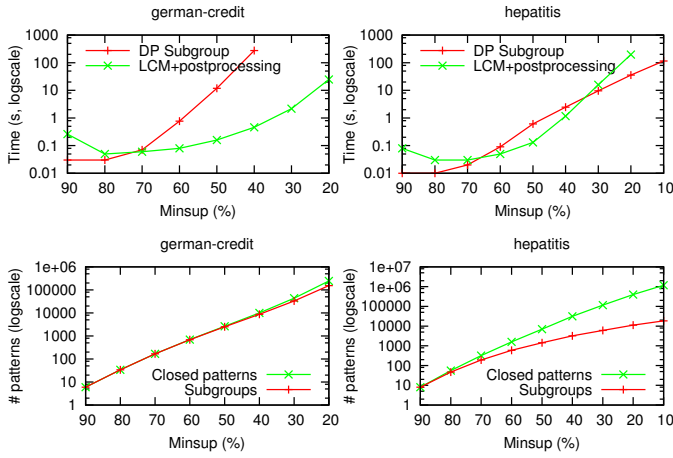 german-credit
Time (s, logscale)
1000
100
10
1
0.1
0.01
DP Subgroup
LCM+postprocessing
90 80 70 60 50 40 30 20
Minsup (%)
hepatitis
Time (s, logscale)
1000
100
10
1
0.1
0.01
DP Subgroup
LCM+postprocessing
90 80 70 60 50 40 30 20 10
Minsup (%)
german-credit
# patterns (logscale)
1e+06
100000
10000
1000
100
10
1
Closed patterns
Subgroups
90 80 70 60 50 40 30 20
Minsup (%)
hepatitis
# patterns (logscale)
1e+07
1e+06
100000
10000
1000
100
10
1
Closed patterns
Subgroups
90 80 70 60 50 40 30 20 10
Minsup (%)